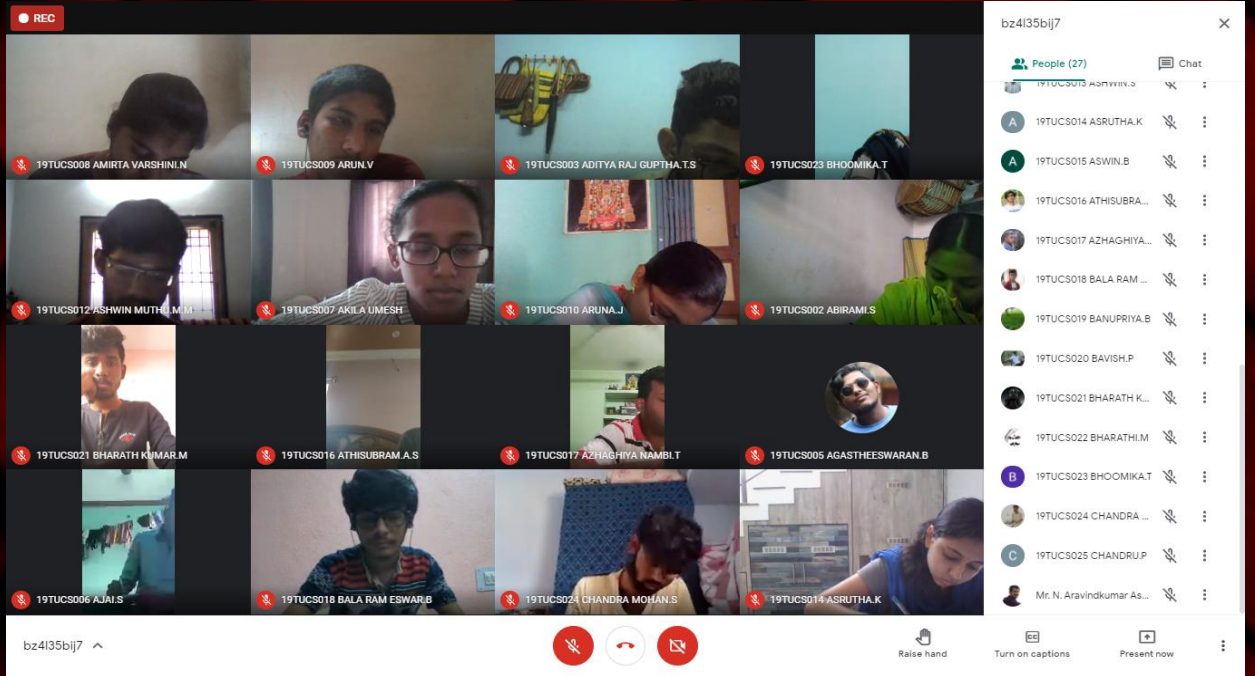 REC
19TUCS008 AMIRTA VARSHINI.N
19TUCS009 ARUN.V
19TUCS003 ADITYA RAJ GUPTHA.T.S
19TUCS023 BHOOMIKA.T
19TUCS012 ASHWIN MUTHU.M.M
19TUCS007 AKILA UMESH
19TUCS010 ARUNA.J
19TUCS002 ABIRAMI.S
19TUCS021 BHARATH KUMAR.M
19TUCS016 ATHISUBRAM.A.S
19TUCS017 AZHAGHIYA NAMBI.T
19TUCS005 AGASTHEESWARAN.B
19TUCS006 AJAI.S
19TUCS018 BALA RAM ESWAR.B
19TUCS024 CHANDRA MOHAN.S
19TUCS014 ASRUTHA.K
bz4l35bij7
People (27)
Chat
19TUCS013 ASHWIN.S
A
19TUCS014 ASRUTHA.K
A
19TUCS015 ASWIN.B
19TUCS016 ATHISUBRA...
19TUCS017 AZHAGHIYA...
19TUCS018 BALA RAM ...
19TUCS019 BANUPRIYA.B
19TUCS020 BAVISH.P
19TUCS021 BHARATH K...
19TUCS022 BHARATHI.M
B
19TUCS023 BHOOMIKA.T
19TUCS024 CHANDRA ...
C
19TUCS025 CHANDRU.P
Mr. N. Aravindkumar As...
bz4l35bij7
Raise hand
CC
Turn on captions
Present now